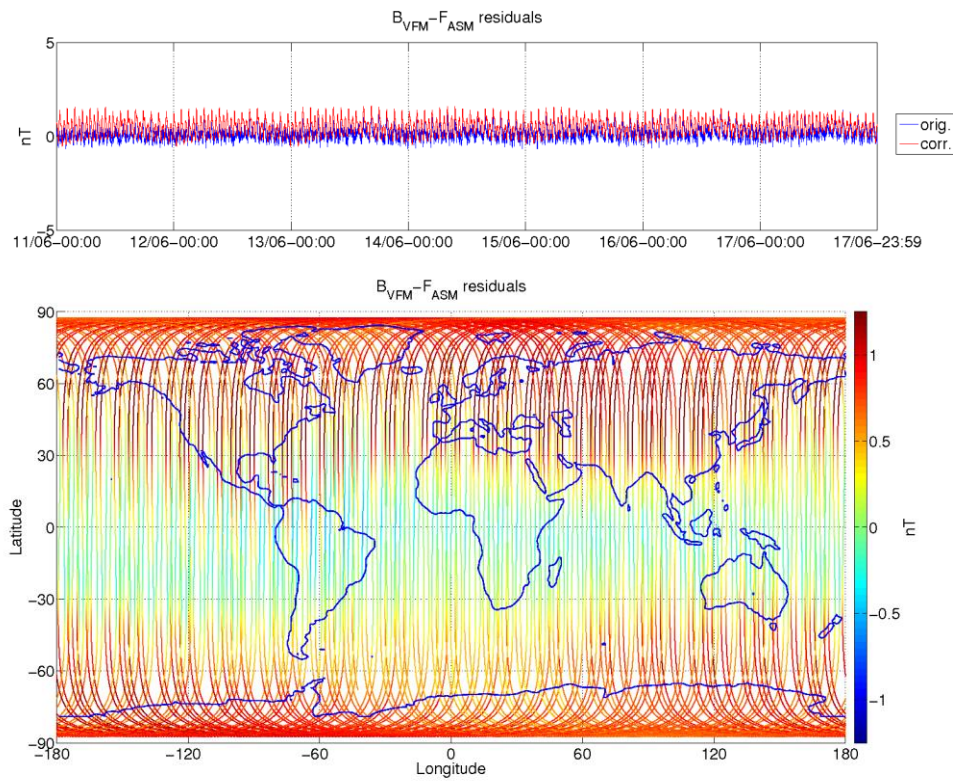 B_VFM−F_ASM residuals
5
0
−5
nT
11/06−00:00 12/06−00:00 13/06−00:00 14/06−00:00 15/06−00:00 16/06−00:00 17/06−00:00 17/06−23:59
orig.
corr.
B_VFM−F_ASM residuals
90
60
30
0
−30
−60
−90
Latitude
−180 −120 −60 0 60 120 180
Longitude
1
0.5
0
−0.5
−1
nT